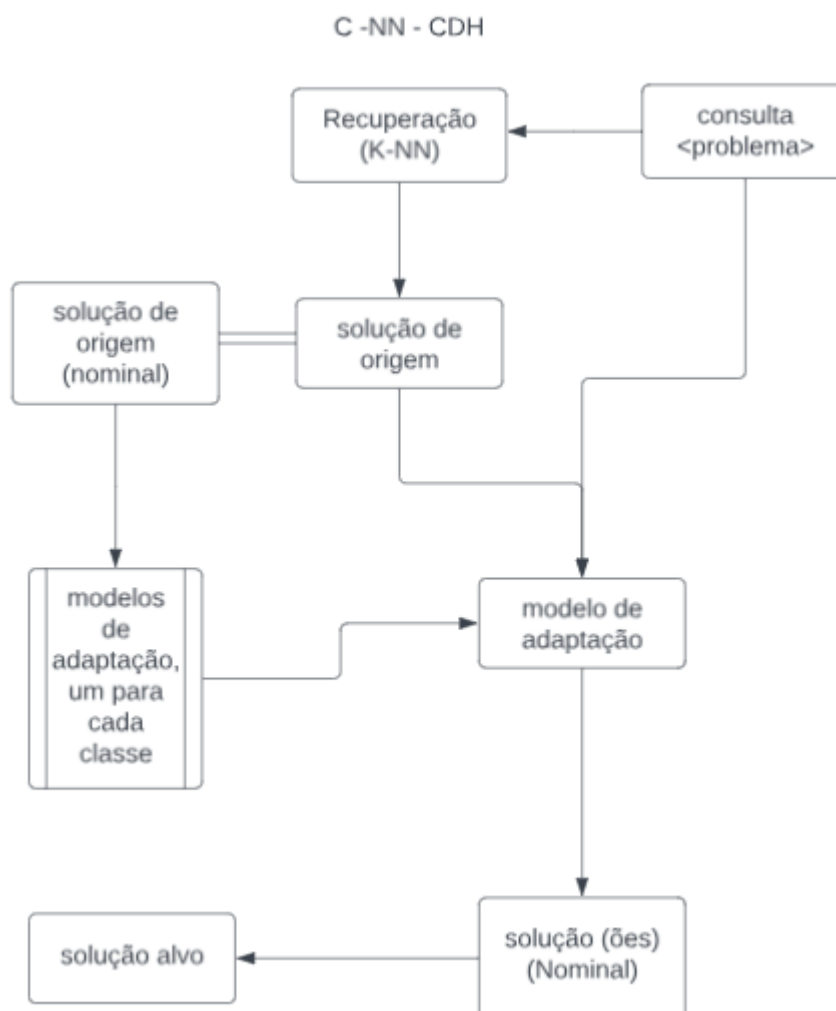 C -NN - CDH
Recuperação
(K-NN)
consulta
<problema>
solução de
origem
(nominal)
solução de
origem
modelos
de
adaptação,
um para
cada
classe
modelo de
adaptação
solução alvo
solução (ões)
(Nominal)